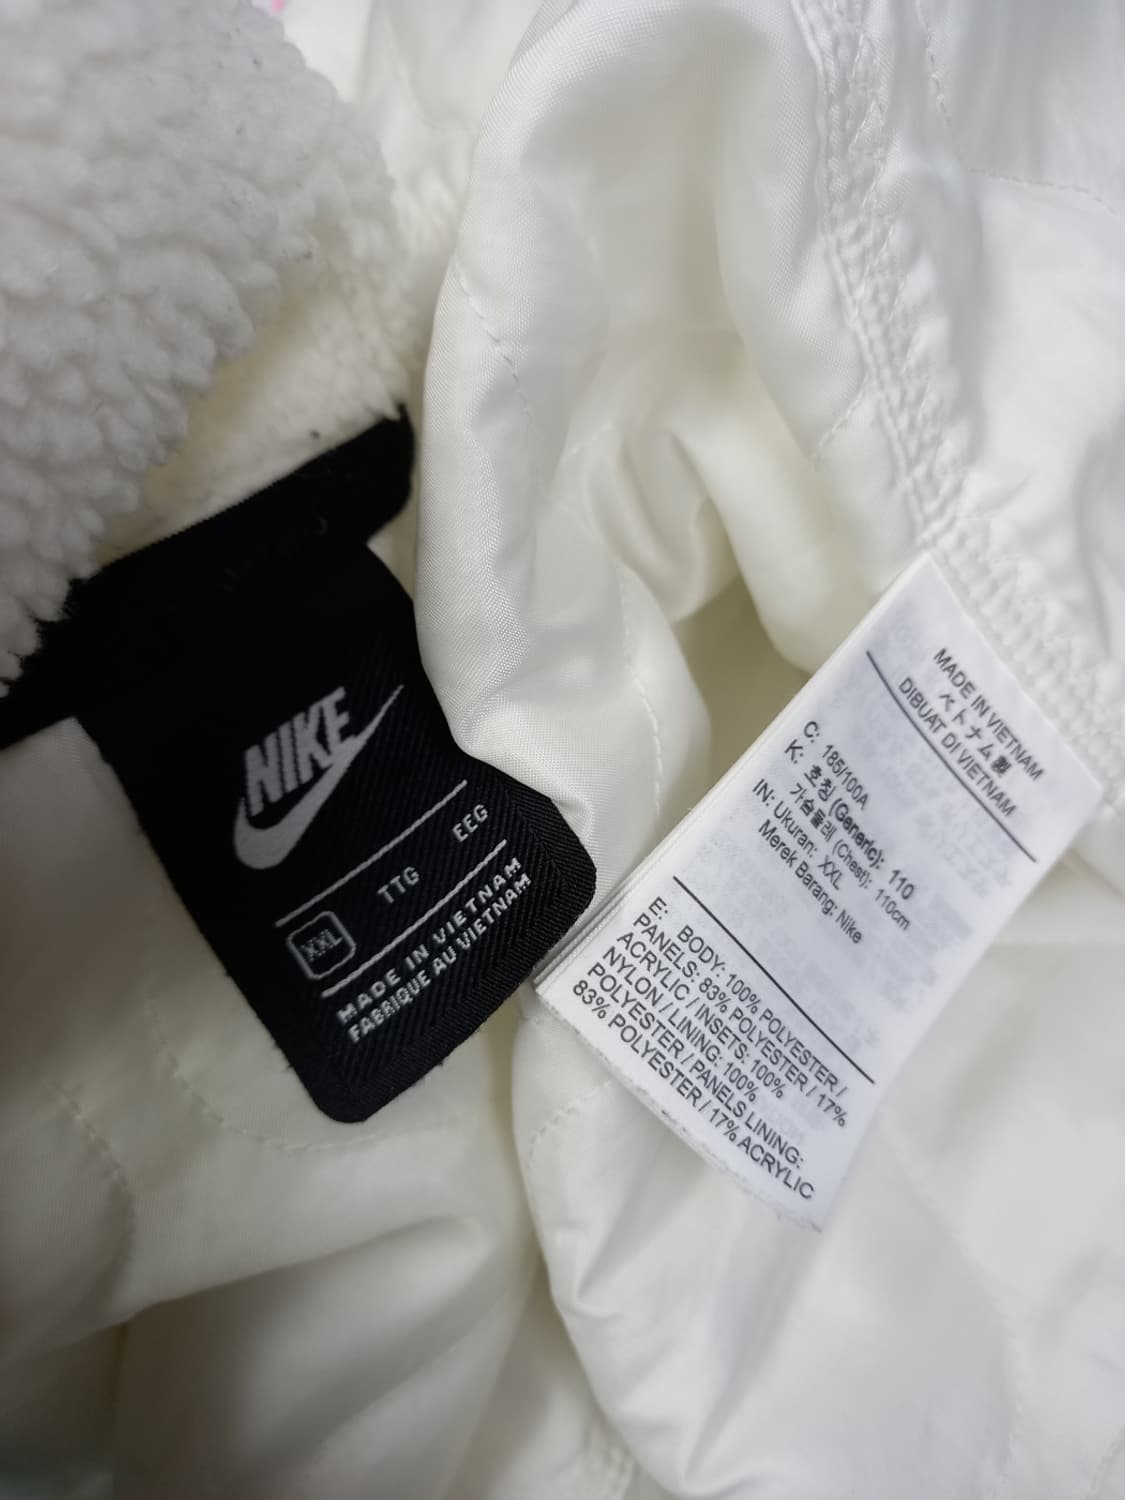 NIKE
XXL TTG EEG
MADE IN VIETNAM
FABRIQUE AU VIETNAM
MADE IN VIETNAM
ベトナム製
DIBUAT DI VIETNAM
C: 185/100A
K: 호칭 (Generic): 110
가슴둘레 (Chest): 110cm
IN: Ukuran: XXL
Merek Barang: Nike
E: BODY: 100% POLYESTER /
PANELS: 83% POLYESTER / 17%
ACRYLIC / INSETS: 100%
NYLON / LINING: 100%
POLYESTER / PANELS LINING:
83% POLYESTER / 17% ACRYLIC